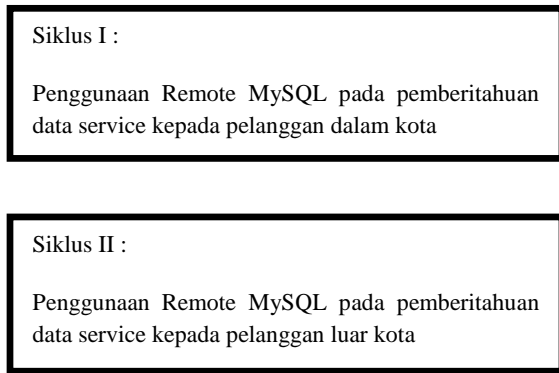 Siklus I :
Penggunaan Remote MySQL pada pemberitahuan
data service kepada pelanggan dalam kota
Siklus II :
Penggunaan Remote MySQL pada pemberitahuan
data service kepada pelanggan luar kota